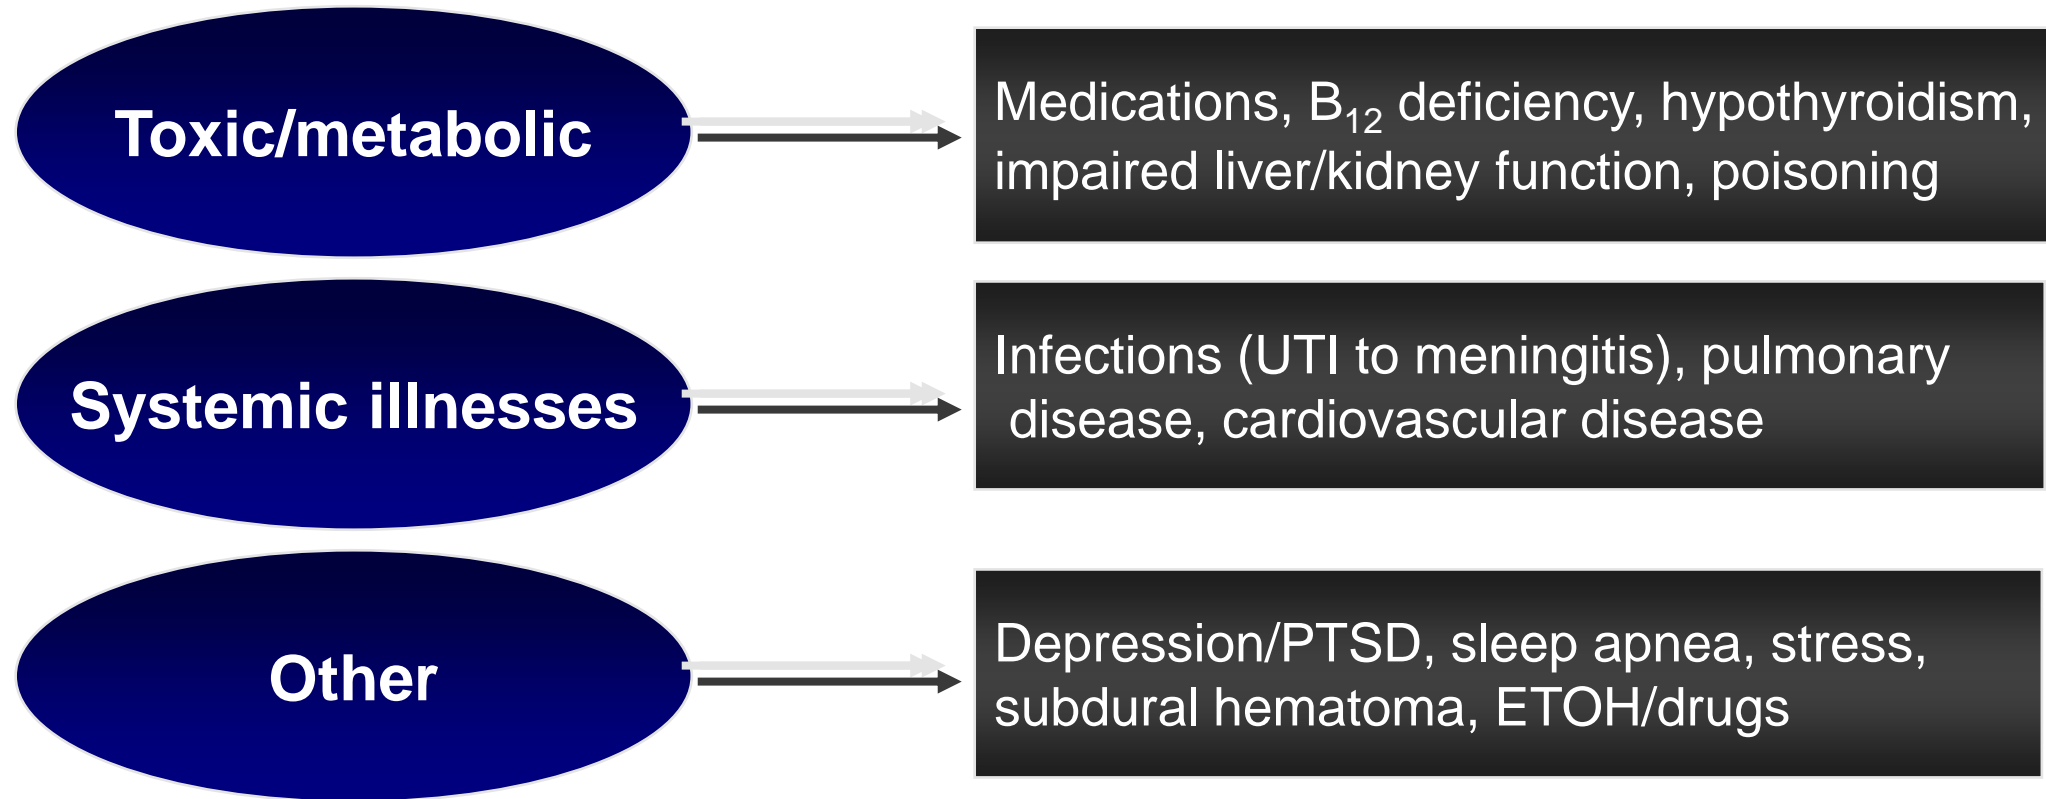 Toxic/metabolic
Medications, B12 deficiency, hypothyroidism,
impaired liver/kidney function, poisoning
Systemic illnesses
Infections (UTI to meningitis), pulmonary
disease, cardiovascular disease
Other
Depression/PTSD, sleep apnea, stress,
subdural hematoma, ETOH/drugs